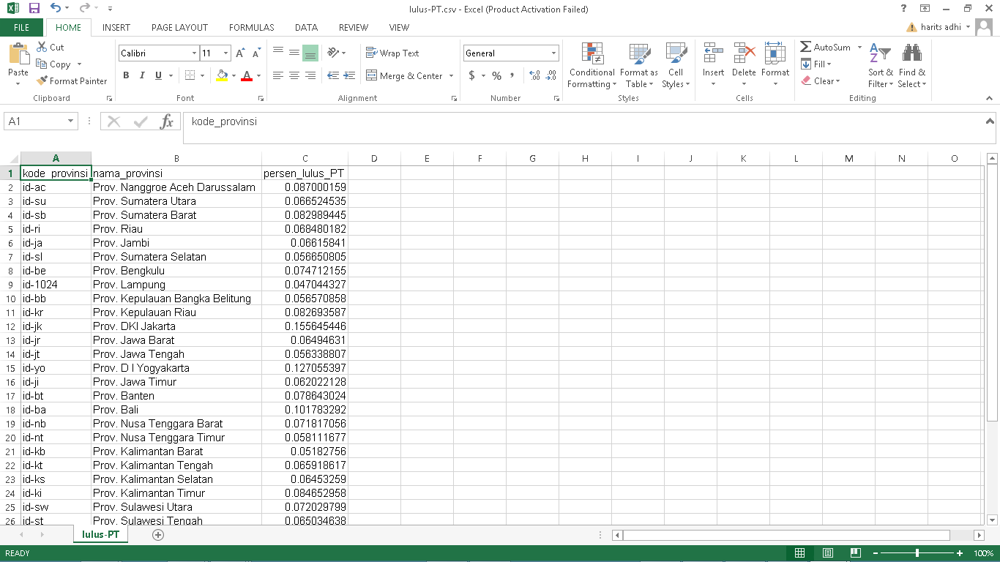 lulus-PT.csv - Excel (Product Activation Failed)
FILE HOME INSERT PAGE LAYOUT FORMULAS DATA REVIEW VIEW harits adhi
Paste Cut Copy Format Painter
Clipboard
Calibri 11
B I U
Font
Wrap Text
Merge & Center
Alignment
General
$ % ,
Number
Conditional Formatting Format as Table Cell Styles
Styles
Insert Delete Format
Cells
AutoSum Fill Clear Sort & Filter Find & Select
Editing
A1 fx kode_provinsi
A B C D E F G H I J K L M N O
1 kode_provinsi nama_provinsi persen_lulus_PT
2 id-ac Prov. Nanggroe Aceh Darussalam 0.087000159
3 id-su Prov. Sumatera Utara 0.066524535
4 id-sb Prov. Sumatera Barat 0.082989445
5 id-ri Prov. Riau 0.068480182
6 id-ja Prov. Jambi 0.06615841
7 id-sl Prov. Sumatera Selatan 0.056650805
8 id-be Prov. Bengkulu 0.074712155
9 id-1024 Prov. Lampung 0.047044327
10 id-bb Prov. Kepulauan Bangka Belitung 0.056570858
11 id-kr Prov. Kepulauan Riau 0.082693587
12 id-jk Prov. DKI Jakarta 0.155645446
13 id-jr Prov. Jawa Barat 0.06494631
14 id-jt Prov. Jawa Tengah 0.056338807
15 id-yo Prov. D I Yogyakarta 0.127055397
16 id-ji Prov. Jawa Timur 0.062022128
17 id-bt Prov. Banten 0.078643024
18 id-ba Prov. Bali 0.101783292
19 id-nb Prov. Nusa Tenggara Barat 0.071817056
20 id-nt Prov. Nusa Tenggara Timur 0.058111677
21 id-kb Prov. Kalimantan Barat 0.05182756
22 id-kt Prov. Kalimantan Tengah 0.065918617
23 id-ks Prov. Kalimantan Selatan 0.06453259
24 id-ki Prov. Kalimantan Timur 0.084652958
25 id-sw Prov. Sulawesi Utara 0.072029799
26 id-st Prov. Sulawesi Tengah 0.065034638
lulus-PT
READY 100%